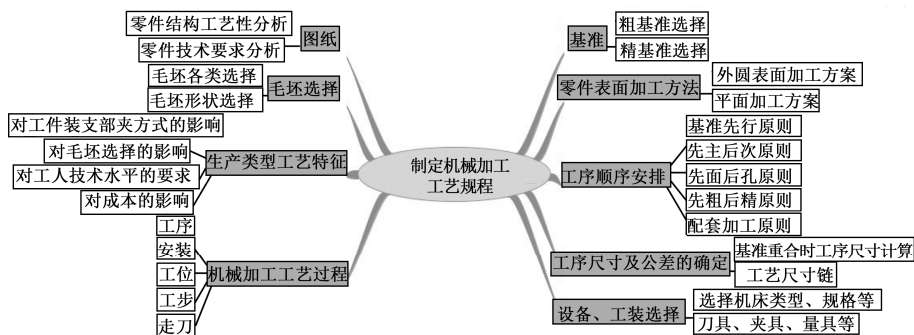 制定机械加工
工艺规程
图纸
零件结构工艺性分析
零件技术要求分析
毛坯选择
毛坯各类选择
毛坯形状选择
生产类型工艺特征
对工件装支部夹方式的影响
对毛坯选择的影响
对工人技术水平的要求
对成本的影响
机械加工工艺过程
工序
安装
工位
工步
走刀
基准
粗基准选择
精基准选择
零件表面加工方法
外圆表面加工方案
平面加工方案
工序顺序安排
基准先行原则
先主后次原则
先面后孔原则
先粗后精原则
配套加工原则
工序尺寸及公差的确定
基准重合时工序尺寸计算
工艺尺寸链
设备、工装选择
选择机床类型、规格等
刀具、夹具、量具等